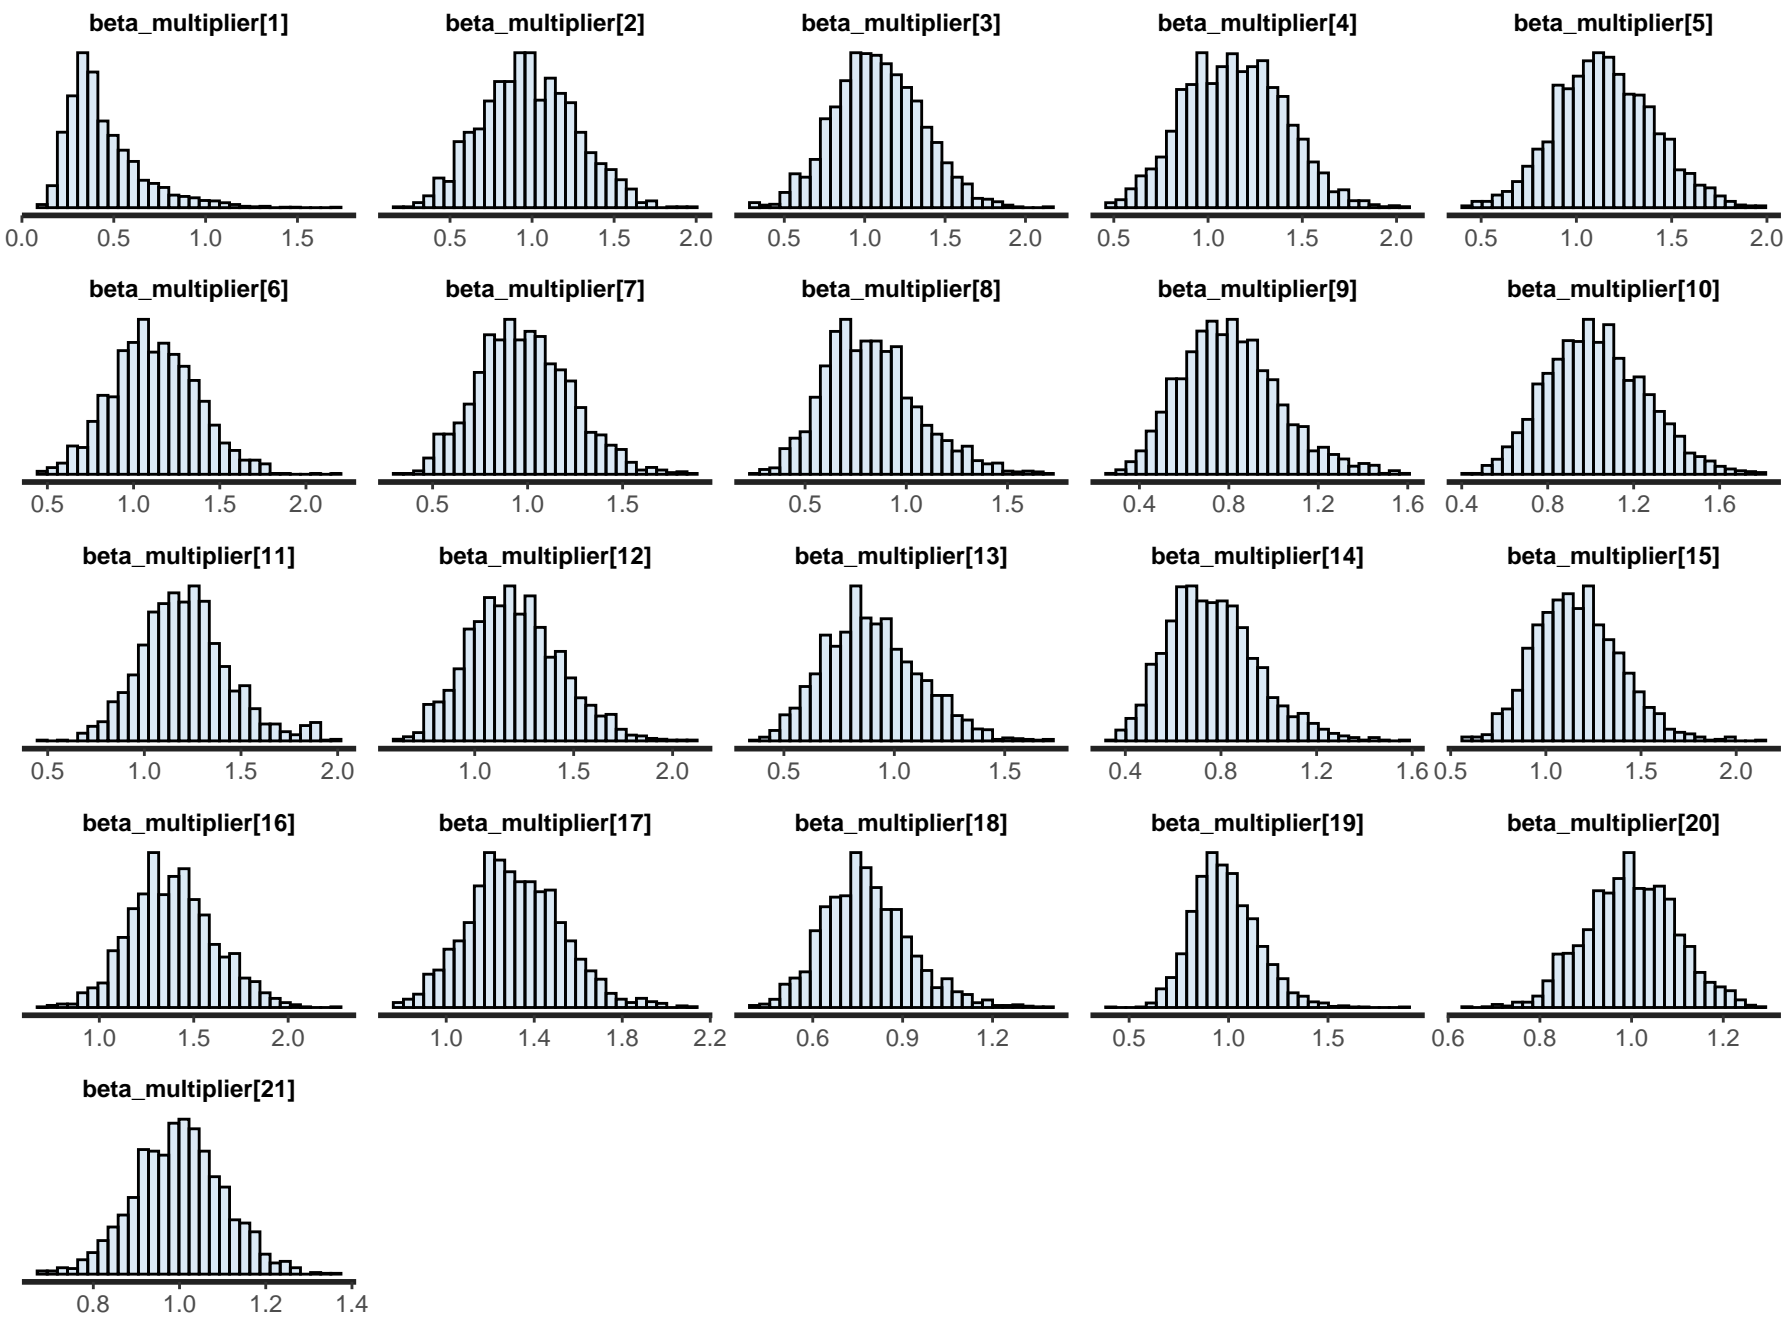 beta_multiplier[1] beta_multiplier[2] beta_multiplier[3] beta_multiplier[4] beta_multiplier[5]
0.0 0.5 1.0 1.5 0.5 1.0 1.5 2.0 0.5 1.0 1.5 2.0 0.5 1.0 1.5 2.0 0.5 1.0 1.5 2.0
beta_multiplier[6] beta_multiplier[7] beta_multiplier[8] beta_multiplier[9] beta_multiplier[10]
0.5 1.0 1.5 2.0 0.5 1.0 1.5 0.5 1.0 1.5 0.4 0.8 1.2 1.6 0.4 0.8 1.2 1.6
beta_multiplier[11] beta_multiplier[12] beta_multiplier[13] beta_multiplier[14] beta_multiplier[15]
0.5 1.0 1.5 2.0 1.0 1.5 2.0 0.5 1.0 1.5 0.4 0.8 1.2 1.6 0.5 1.0 1.5 2.0
beta_multiplier[16] beta_multiplier[17] beta_multiplier[18] beta_multiplier[19] beta_multiplier[20]
1.0 1.5 2.0 1.0 1.4 1.8 2.2 0.6 0.9 1.2 0.5 1.0 1.5 0.6 0.8 1.0 1.2
beta_multiplier[21]
0.8 1.0 1.2 1.4